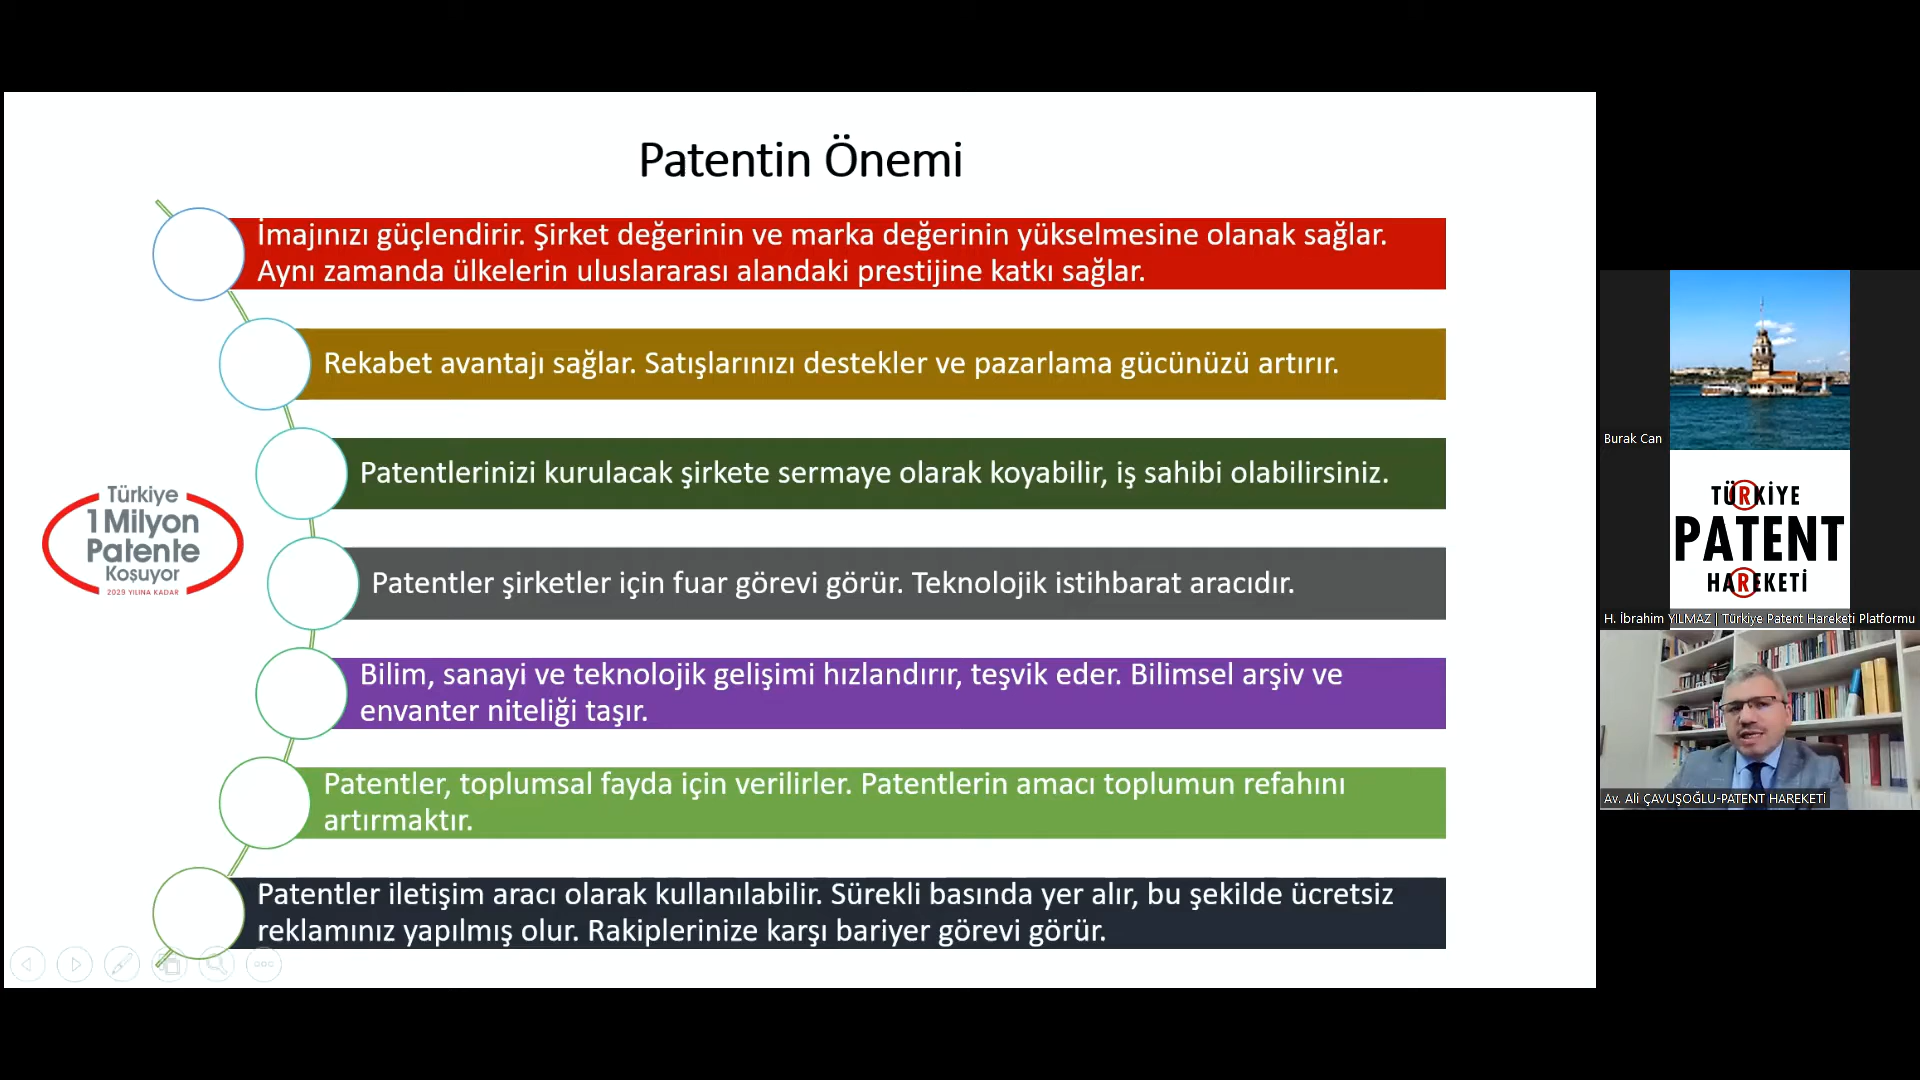 Patentin Önemi
İmajınızı güçlendirir. Şirket değerinin ve marka değerinin yükselmesine olanak sağlar.
Aynı zamanda ülkelerin uluslararası alandaki prestijine katkı sağlar.
Rekabet avantajı sağlar. Satışlarınızı destekler ve pazarlama gücünüzü artırır.
Patentlerinizi kurulacak şirkete sermaye olarak koyabilir, iş sahibi olabilirsiniz.
Patentler şirketler için fuar görevi görür. Teknolojik istihbarat aracıdır.
Bilim, sanayi ve teknolojik gelişimi hızlandırır, teşvik eder. Bilimsel arşiv ve
envanter niteliği taşır.
Patentler, toplumsal fayda için verilirler. Patentlerin amacı toplumun refahını
artırmaktır.
Patentler iletişim aracı olarak kullanılabilir. Sürekli basında yer alır, bu şekilde ücretsiz
reklamınız yapılmış olur. Rakiplerinize karşı bariyer görevi görür.
Türkiye
1 Milyon
Patente
Koşuyor
2029 YILINA KADAR
Burak Can
TÜRKİYE
PATENT
HAREKETİ
H. İbrahim YILMAZ | Türkiye Patent Hareketi Platformu
Av. Ali ÇAVUŞOĞLU-PATENT HAREKETİ